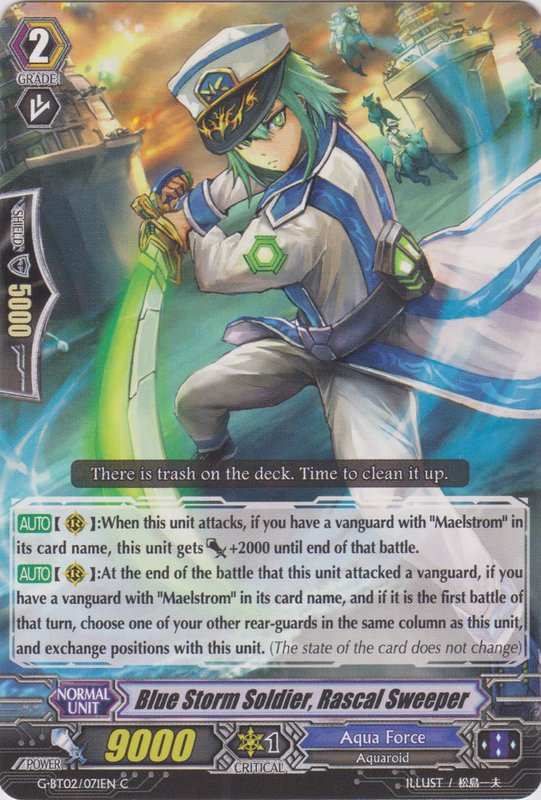 2
GRADE
SHIELD
5000
There is trash on the deck. Time to clean it up.
AUTO [ R ]:When this unit attacks, if you have a vanguard with "Maelstrom" in
its card name, this unit gets +2000 until end of that battle.
AUTO [ R ]:At the end of the battle that this unit attacked a vanguard, if you
have a vanguard with "Maelstrom" in its card name, and if it is the first battle of
that turn, choose one of your other rear-guards in the same column as this unit,
and exchange positions with this unit. (The state of the card does not change)
NORMAL
UNIT
Blue Storm Soldier, Rascal Sweeper
POWER
9000
1
CRITICAL
Aqua Force
Aquaroid
G-BT02/071EN C
ILLUST / 松島一夫